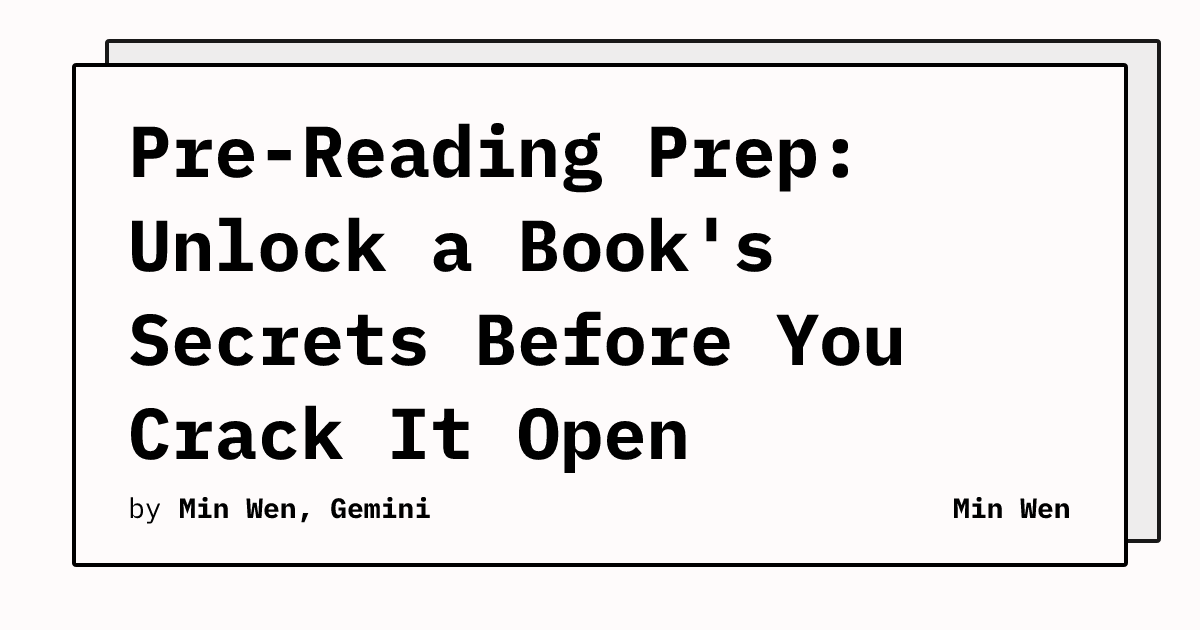 Pre-Reading Prep:
Unlock a Book's
Secrets Before You
Crack It Open
by Min Wen, Gemini
Min Wen